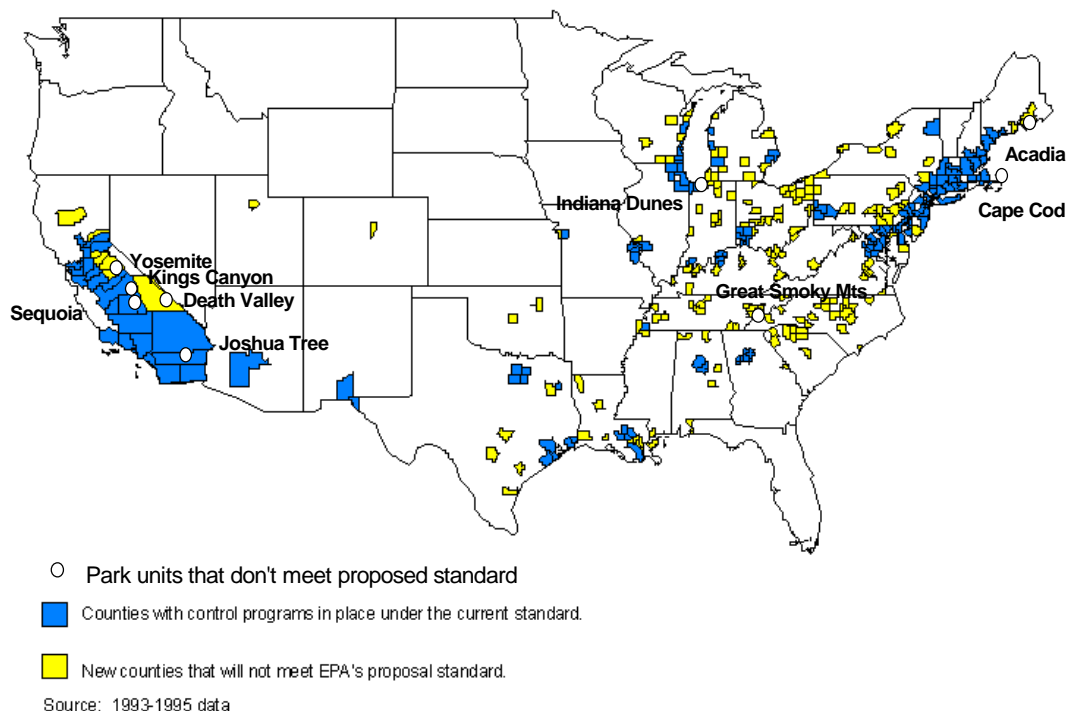 Acadia
Indiana Dunes
Cape Cod
Yosemite
Kings Canyon
Great Smoky Mts
Death Valley
Sequoia
Joshua Tree
Park units that don't meet proposed standard
Counties with control programs in place under the current standard.
New counties that will not meet EPA's proposal standard.
Source: 1993-1995 data